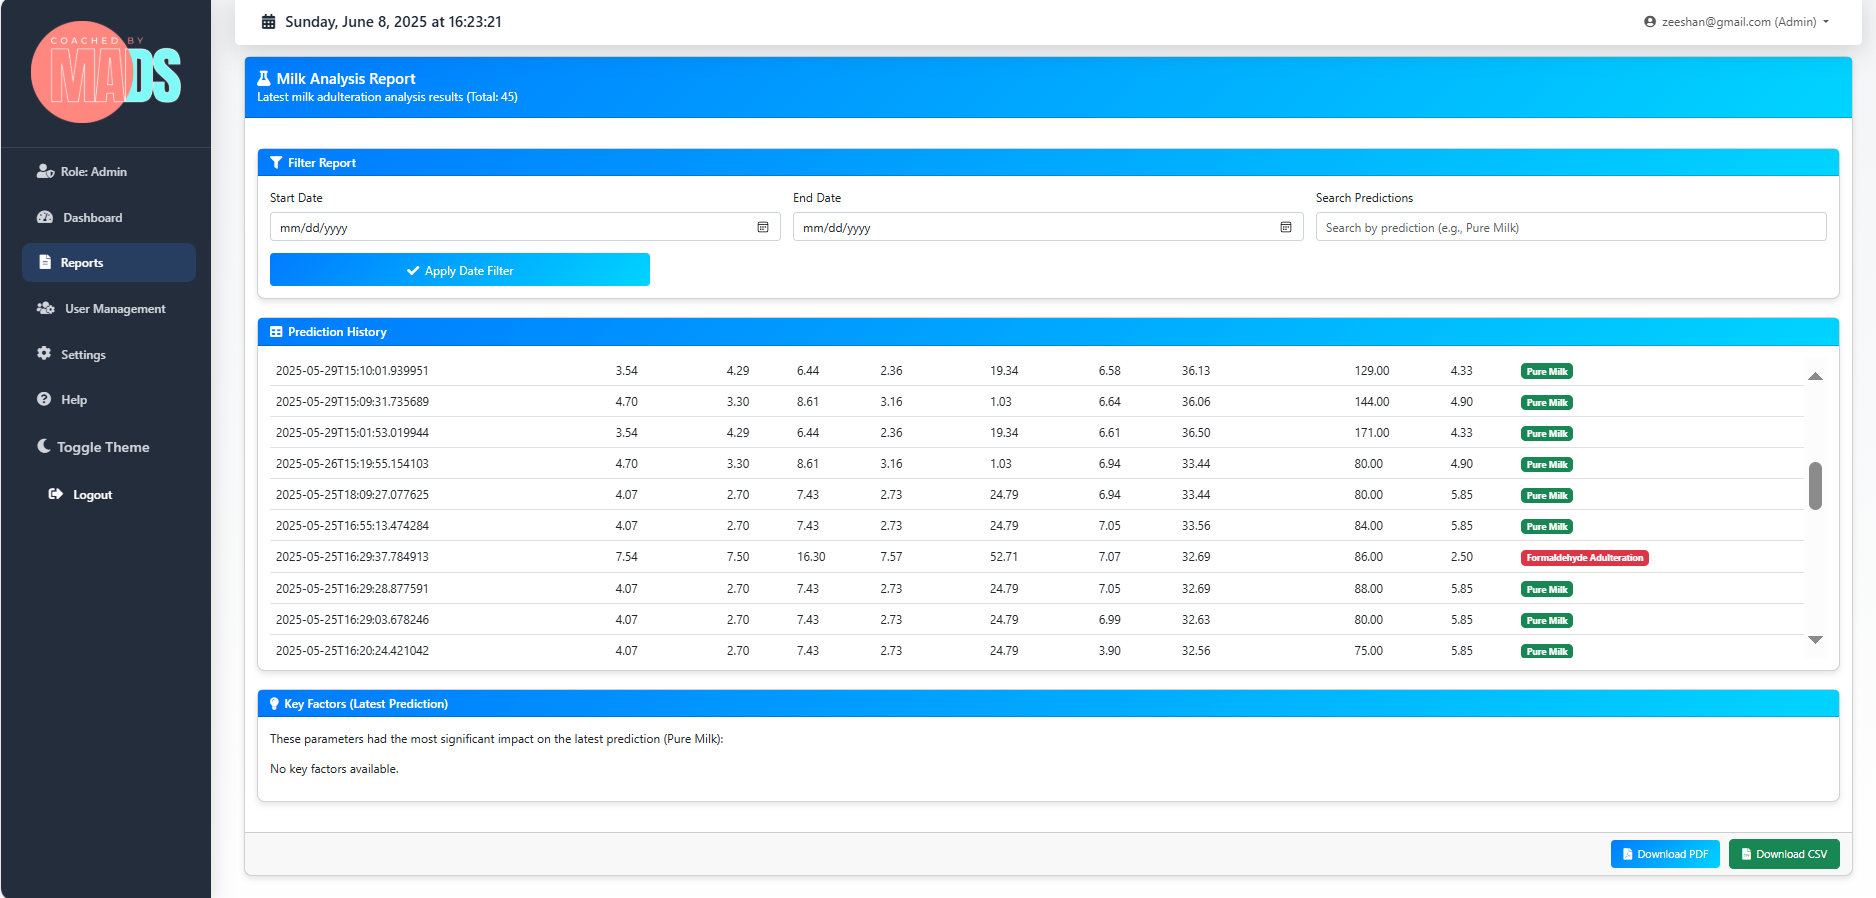 COACHED BY
MADS
Role: Admin
Dashboard
Reports
User Management
Settings
Help
Toggle Theme
Logout
Sunday, June 8, 2025 at 16:23:21
zeeshan@gmail.com (Admin)
Milk Analysis Report
Latest milk adulteration analysis results (Total: 45)
Filter Report
Start Date End Date Search Predictions
mm/dd/yyyy mm/dd/yyyy Search by prediction (e.g., Pure Milk)
Apply Date Filter
Prediction History
2025-05-29T15:10:01.939951 3.54 4.29 6.44 2.36 19.34 6.58 36.13 129.00 4.33 Pure Milk
2025-05-29T15:09:31.735689 4.70 3.30 8.61 3.16 1.03 6.64 36.06 144.00 4.90 Pure Milk
2025-05-29T15:01:53.019944 3.54 4.29 6.44 2.36 19.34 6.61 36.50 171.00 4.33 Pure Milk
2025-05-26T15:19:55.154103 4.70 3.30 8.61 3.16 1.03 6.94 33.44 80.00 4.90 Pure Milk
2025-05-25T18:09:27.077625 4.07 2.70 7.43 2.73 24.79 6.94 33.44 80.00 5.85 Pure Milk
2025-05-25T16:55:13.474284 4.07 2.70 7.43 2.73 24.79 7.05 33.56 84.00 5.85 Pure Milk
2025-05-25T16:29:37.784913 7.54 7.50 16.30 7.57 52.71 7.07 32.69 86.00 2.50 Formaldehyde Adulteration
2025-05-25T16:29:28.877591 4.07 2.70 7.43 2.73 24.79 7.05 32.69 88.00 5.85 Pure Milk
2025-05-25T16:29:03.678246 4.07 2.70 7.43 2.73 24.79 6.99 32.63 80.00 5.85 Pure Milk
2025-05-25T16:20:24.421042 4.07 2.70 7.43 2.73 24.79 3.90 32.56 75.00 5.85 Pure Milk
Key Factors (Latest Prediction)
These parameters had the most significant impact on the latest prediction (Pure Milk):
No key factors available.
Download PDF Download CSV